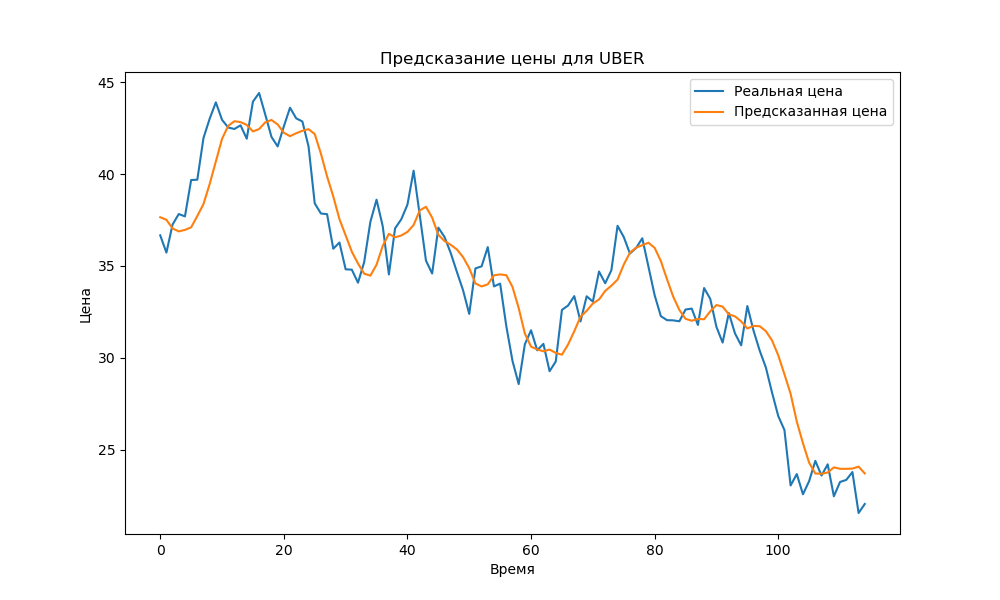 Предсказание цены для UBER
Реальная цена
Предсказанная цена
Цена
45
40
35
30
25
0 20 40 60 80 100
Время